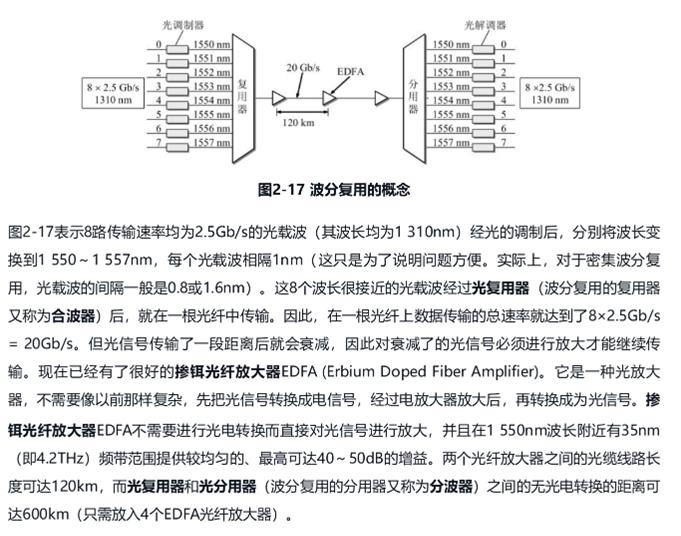 光调制器
光解调器
0 1550 nm
1 1551 nm
2 1552 nm
3 1553 nm
4 1554 nm
5 1555 nm
6 1556 nm
7 1557 nm
8 × 2.5 Gb/s
1310 nm
复用器
20 Gb/s
EDFA
120 km
分用器
1550 nm 0
1551 nm 1
1552 nm 2
1553 nm 3
1554 nm 4
1555 nm 5
1556 nm 6
1557 nm 7
8 ×2.5 Gb/s
1310 nm
图2-17 波分复用的概念
图2-17表示8路传输速率均为2.5Gb/s的光载波（其波长均为1 310nm）经光的调制后，分别将波长变
换到1 550～1 557nm，每个光载波相隔1nm（这只是为了说明问题方便。实际上，对于密集波分复
用，光载波的间隔一般是0.8或1.6nm）。这8个波长很接近的光载波经过光复用器（波分复用的复用器
又称为合波器）后，就在一根光纤中传输。因此，在一根光纤上数据传输的总速率就达到了8×2.5Gb/s
= 20Gb/s。但光信号传输了一段距离后就会衰减，因此对衰减了的光信号必须进行放大才能继续传
输。现在已经有了很好的掺铒光纤放大器EDFA (Erbium Doped Fiber Amplifier)。它是一种光放大
器，不需要像以前那样复杂，先把光信号转换成电信号，经过电放大器放大后，再转换成为光信号。掺
铒光纤放大器EDFA不需要进行光电转换而直接对光信号进行放大，并且在1 550nm波长附近有35nm
（即4.2THz）频带范围提供较均匀的、最高可达40～50dB的增益。两个光纤放大器之间的光缆线路长
度可达120km，而光复用器和光分用器（波分复用的分用器又称为分波器）之间的无光电转换的距离可
达600km（只需放入4个EDFA光纤放大器）。